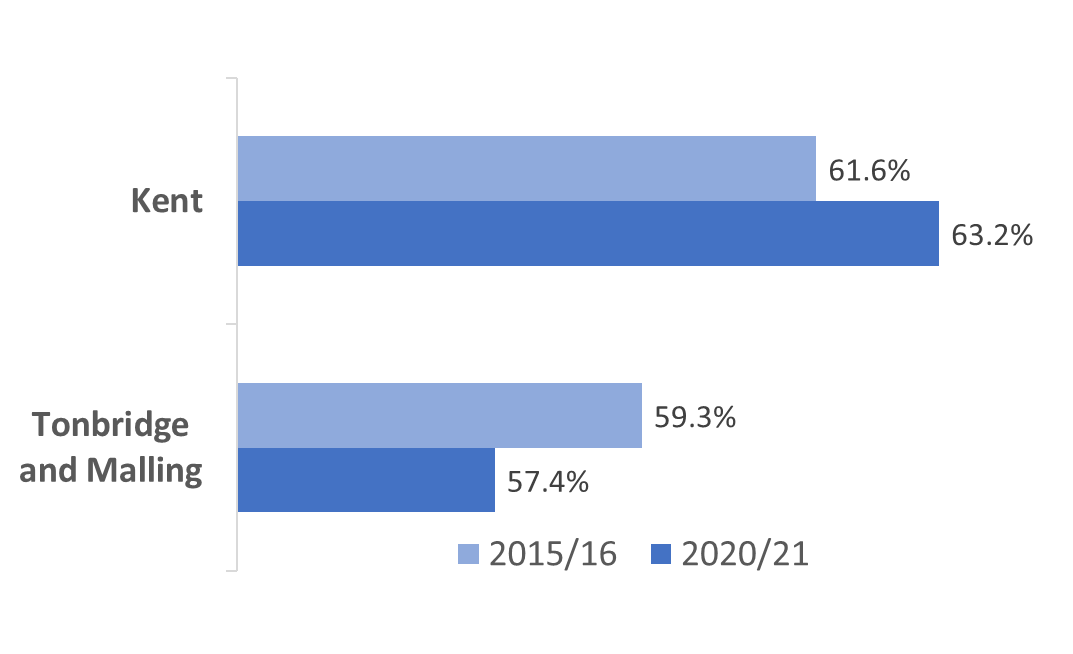 Kent
61.6%
63.2%
Tonbridge
and Malling
59.3%
57.4%
2015/16 2020/21